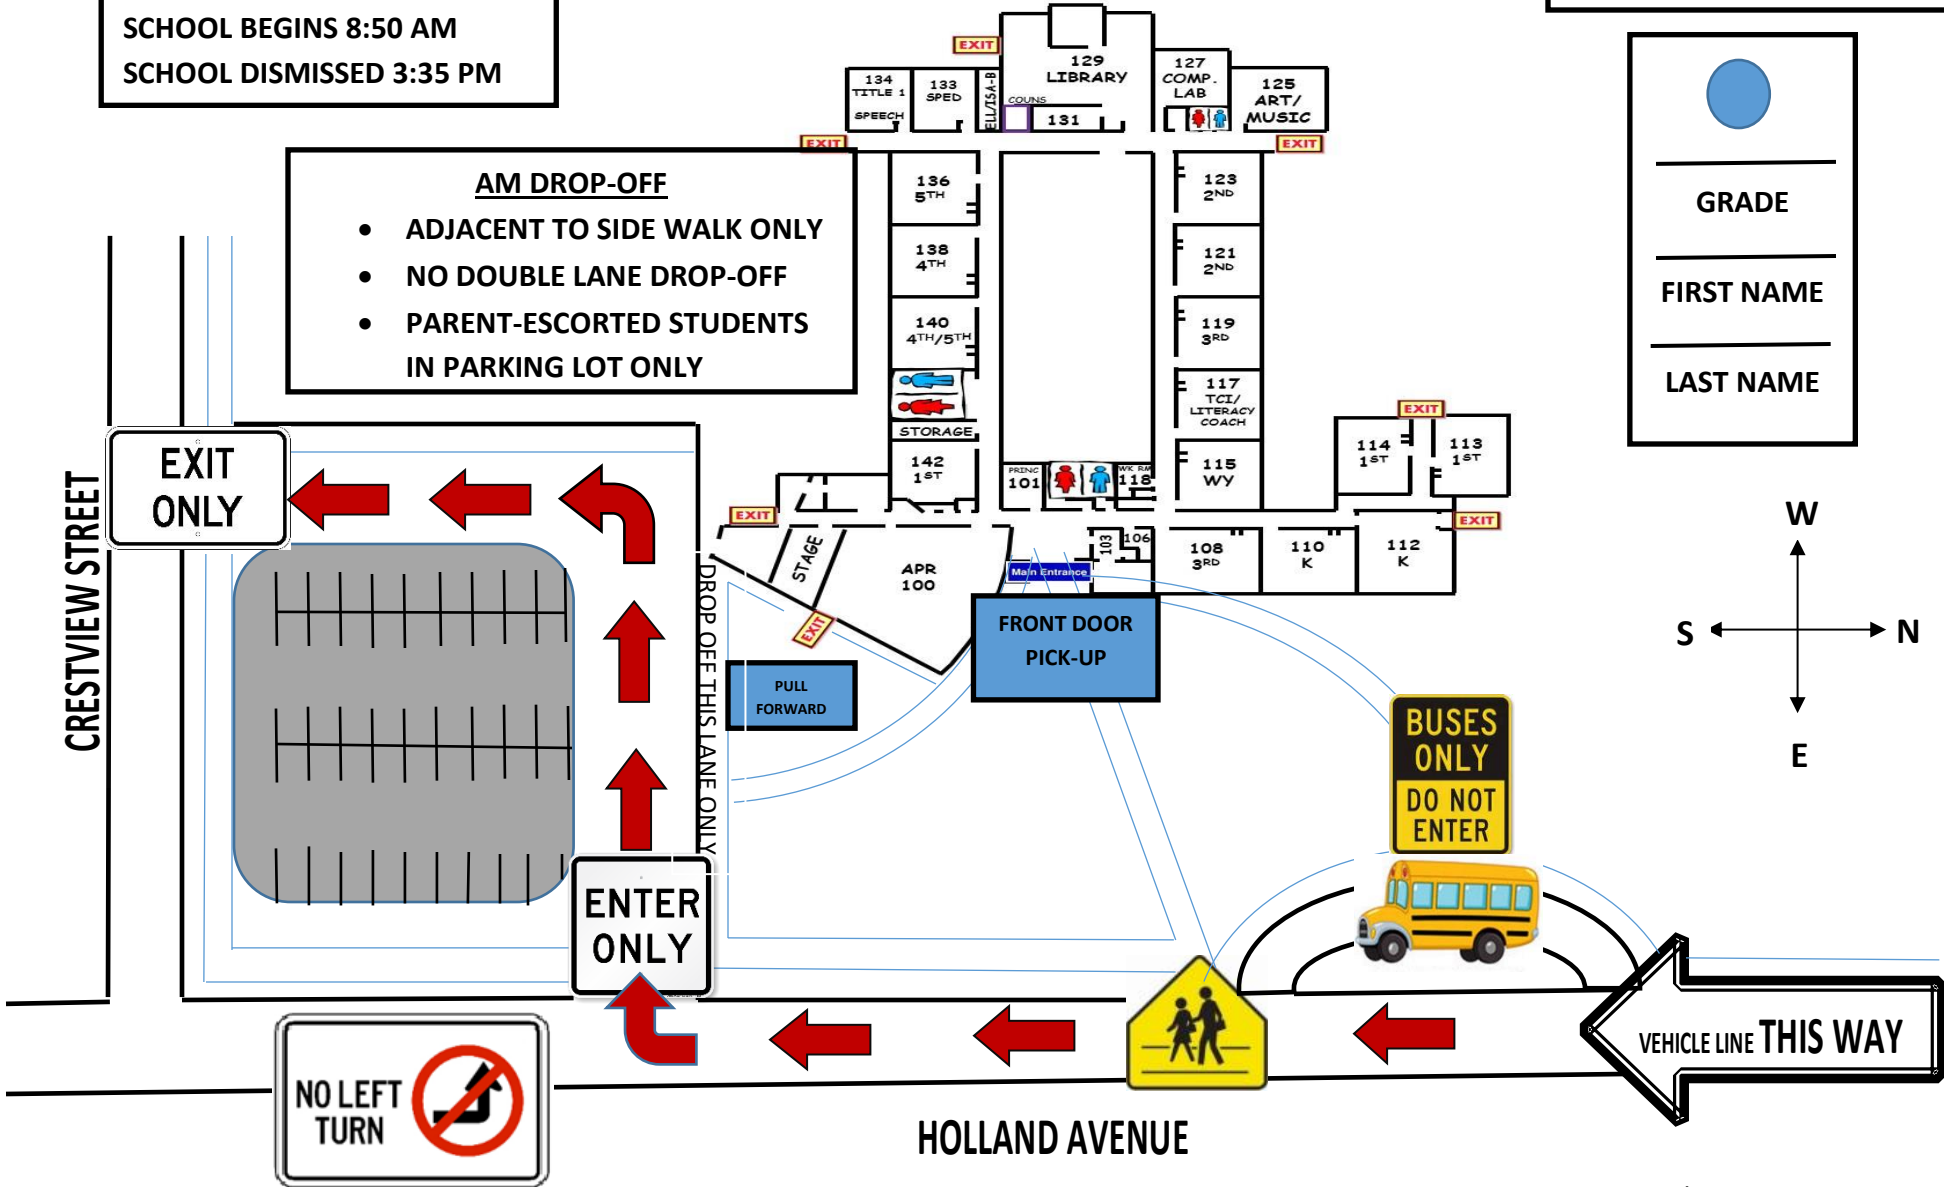 SCHOOL BEGINS 8:50 AM
SCHOOL DISMISSED 3:35 PM
AM DROP-OFF
• ADJACENT TO SIDE WALK ONLY
• NO DOUBLE LANE DROP-OFF
• PARENT-ESCORTED STUDENTS
IN PARKING LOT ONLY
EXIT
129
LIBRARY
127
COMP.
LAB
125
ART/
MUSIC
134
TITLE 1
SPEECH
133
SPED
ELL/ISA-B
COUNS
131
EXIT
EXIT
136
5TH
138
4TH
140
4TH/5TH
STORAGE
142
1ST
123
2ND
121
2ND
119
3RD
117
TCI/
LITERACY
COACH
115
WY
PRINC
101
WK RM
118
EXIT
114
1ST
113
1ST
EXIT
EXIT
STAGE
APR
100
EXIT
103
106
Main Entrance
108
3RD
110
K
112
K
GRADE
FIRST NAME
LAST NAME
W
S
N
E
EXIT
ONLY
CRESTVIEW STREET
DROP OFF THIS LANE ONLY
PULL
FORWARD
FRONT DOOR
PICK-UP
BUSES
ONLY
DO NOT
ENTER
ENTER
ONLY
VEHICLE LINE THIS WAY
NO LEFT
TURN
HOLLAND AVENUE